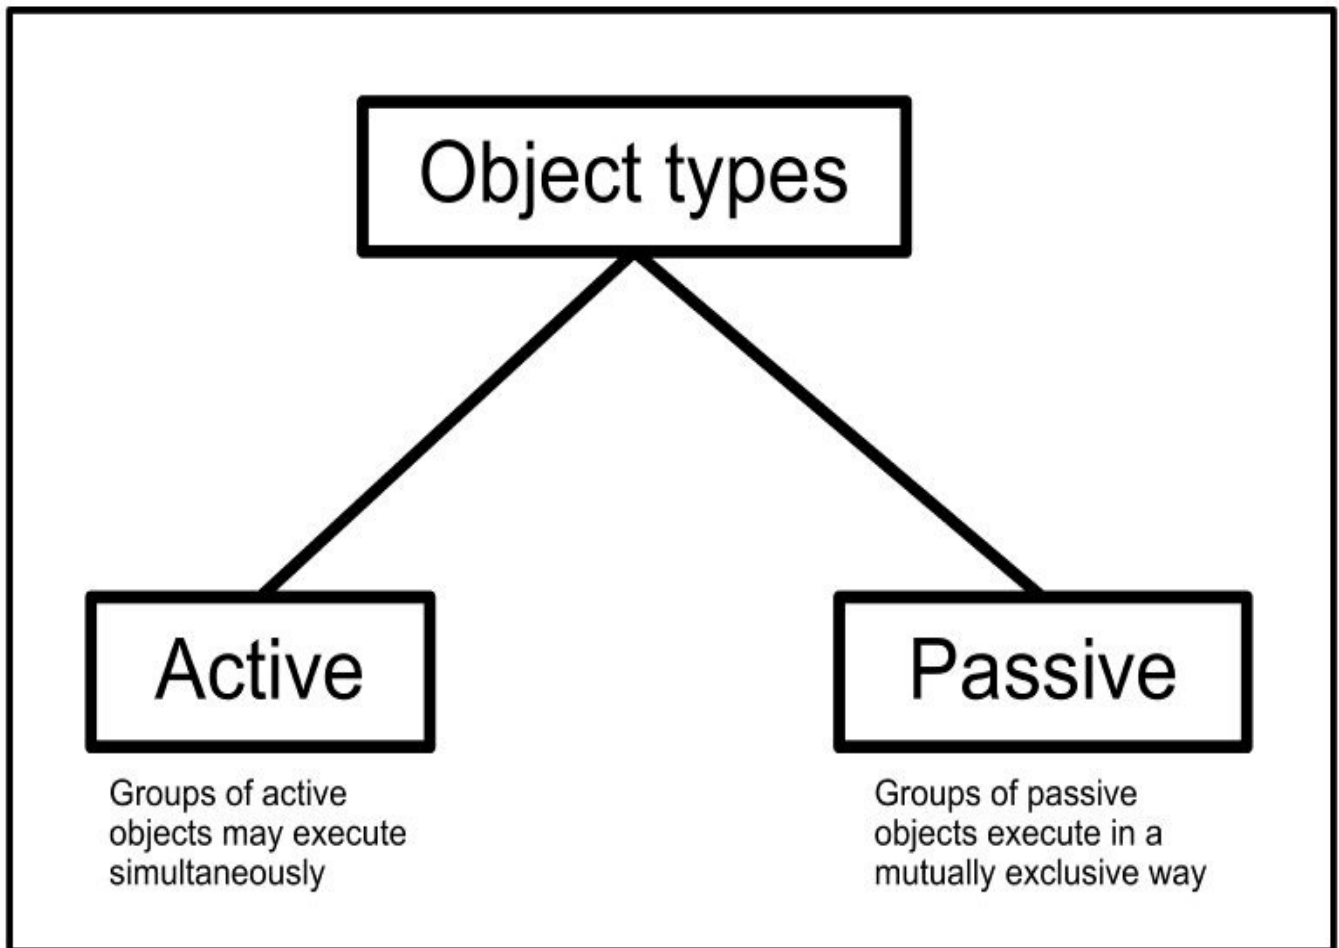 Object types
Active
Passive
Groups of active
objects may execute
simultaneously
Groups of passive
objects execute in a
mutually exclusive way